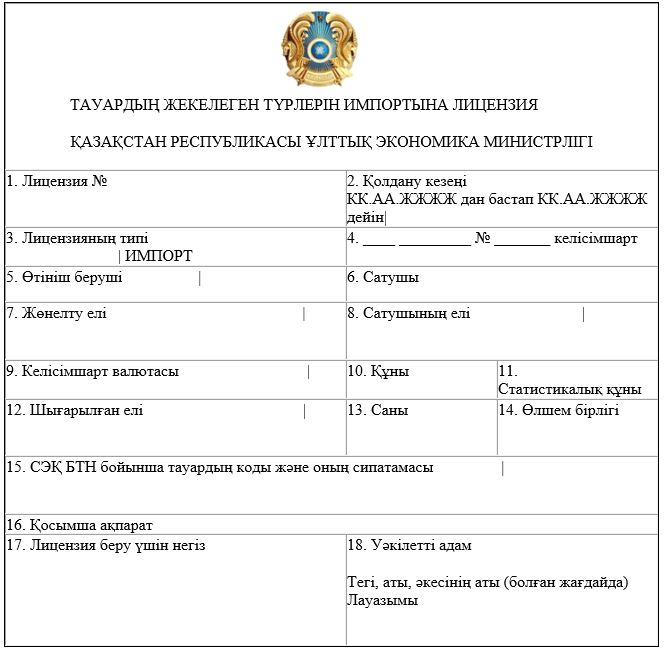 ТАУАРДЫҢ ЖЕКЕЛЕГЕН ТҮРЛЕРІН ИМПОРТЫНА ЛИЦЕНЗИЯ
ҚАЗАҚСТАН РЕСПУБЛИКАСЫ ҰЛТТЫҚ ЭКОНОМИКА МИНИСТРЛІГІ
1. Лицензия №
2. Қолдану кезеңі
КК.АА.ЖЖЖЖ дан бастап КК.АА.ЖЖЖЖ
дейін|
3. Лицензияның типі
| ИМПОРТ
4. ____ _________ № _______ келісімшарт
5. Өтініш беруші |
6. Сатушы
7. Жөнелту елі |
8. Сатушының елі |
9. Келісімшарт валютасы |
10. Құны
11.
Статистикалық құны
12. Шығарылған елі |
13. Саны
14. Өлшем бірлігі
15. СЭҚ БТН бойынша тауардың коды және оның сипатамасы |
16. Қосымша ақпарат
17. Лицензия беру үшін негіз
18. Уәкілетті адам
Тегі, аты, әкесінің аты (болған жағдайда)
Лауазымы